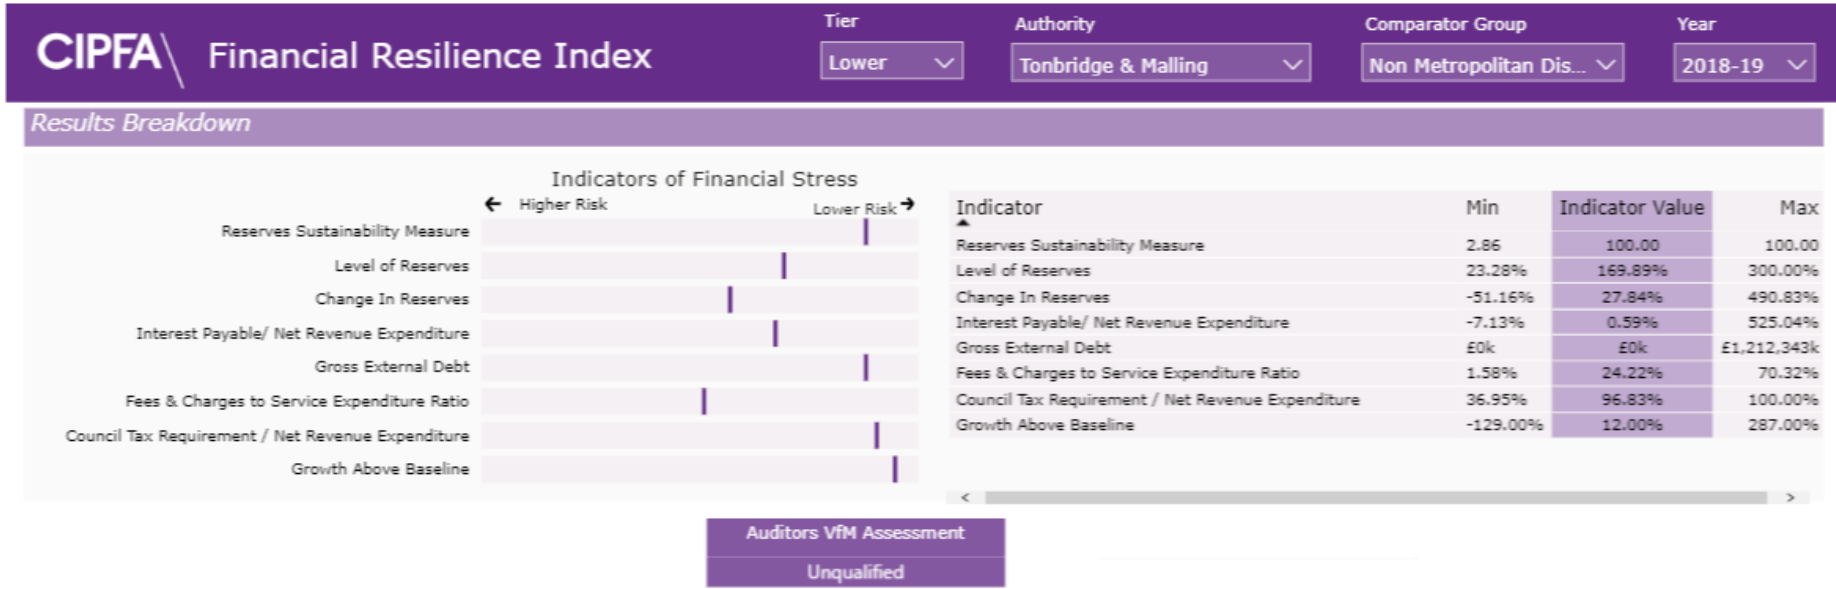 Tier
Authority
Comparator Group
Year
CIPFA\ Financial Resilience Index
Lower
Tonbridge & Malling
Non Metropolitan Dis...
2018-19
Results Breakdown
Indicators of Financial Stress
← Higher Risk
Lower Risk →
Reserves Sustainability Measure
Level of Reserves
Change In Reserves
Interest Payable/ Net Revenue Expenditure
Gross External Debt
Fees & Charges to Service Expenditure Ratio
Council Tax Requirement / Net Revenue Expenditure
Growth Above Baseline
Indicator Min Indicator Value Max
Reserves Sustainability Measure 2.86 100.00 100.00
Level of Reserves 23.28% 169.89% 300.00%
Change In Reserves -51.16% 27.84% 490.83%
Interest Payable/ Net Revenue Expenditure -7.13% 0.59% 525.04%
Gross External Debt £0k £0k £1,212,343k
Fees & Charges to Service Expenditure Ratio 1.58% 24.22% 70.32%
Council Tax Requirement / Net Revenue Expenditure 36.95% 96.83% 100.00%
Growth Above Baseline -129.00% 12.00% 287.00%
Auditors VfM Assessment
Unqualified